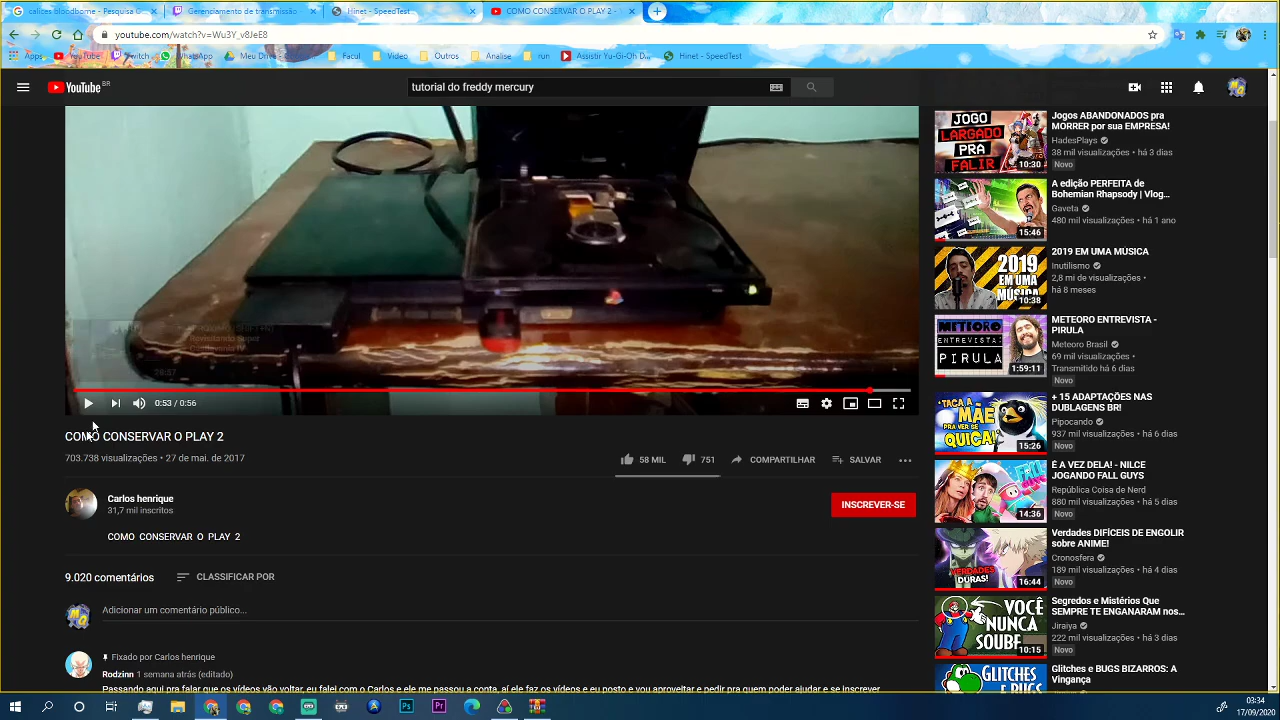 calices bloodborne - Pesquisa G
Gerenciamento de transmissão
Hinet - SpeedTest
COMO CONSERVAR O PLAY 2 - Y
youtube.com/watch?v=Wu3Y_v8JeE8
Apps
YouTube
Twitch
WhatsApp
Meu Drive
Facul
Video
Outros
Analise
run
Assistir Yu-Gi-Oh D...
Hinet - SpeedTest
YouTube BR
tutorial do freddy mercury
Revisitando Super
0:53 / 0:56
COMO CONSERVAR O PLAY 2
703.738 visualizações • 27 de mai. de 2017
58 MIL
751
COMPARTILHAR
SALVAR
Carlos henrique
31,7 mil inscritos
INSCREVER-SE
COMO CONSERVAR O PLAY 2
9.020 comentários
CLASSIFICAR POR
Adicionar um comentário público...
Fixado por Carlos henrique
Rodzinn 1 semana atrás (editado)
Passando aqui pra falar que os vídeos vão voltar, eu falei com o Carlos e ele me passou a conta, aí ele faz os vídeos e eu posto e vou aproveitar e pedir pra quem poder ajudar e se inscrever
JOGO
LARGADO
PRA
FALIR
10:30
Jogos ABANDONADOS pra
MORRER por sua EMPRESA!
HadesPlays
38 mil visualizações • há 3 dias
Novo
15:46
A edição PERFEITA de
Bohemian Rhapsody | Vlog...
Gaveta
480 mil visualizações • há 1 ano
2019
EM UMA
MÚSICA
10:38
2019 EM UMA MÚSICA
Inutilismo
2,8 mi de visualizações •
há 8 meses
METEORO
ENTREVISTA:
PIRULA
1:59:11
METEORO ENTREVISTA -
PIRULA
Meteoro Brasil
69 mil visualizações •
Transmitido há 6 dias
Novo
TACA A
MÃE
PRA VER SE
QUICA!
15:26
+ 15 ADAPTAÇÕES NAS
DUBLAGENS BR!
Pipocando
937 mil visualizações • há 6 dias
Novo
14:36
É A VEZ DELA! - NILCE
JOGANDO FALL GUYS
República Coisa de Nerd
880 mil visualizações • há 5 dias
Novo
VERDADES
DURAS!
16:44
Verdades DIFÍCEIS DE ENGOLIR
sobre ANIME!
Cronosfera
189 mil visualizações • há 4 dias
Novo
VOCÊ
NUNCA
SOUBE
10:15
Segredos e Mistérios Que
SEMPRE TE ENGANARAM nos...
Jiraiya
222 mil visualizações • há 3 dias
Novo
GLITCHES
e BUGS
Glitches e BUGS BIZARROS: A
Vingança
Ps
Pr
03:34
17/09/2020